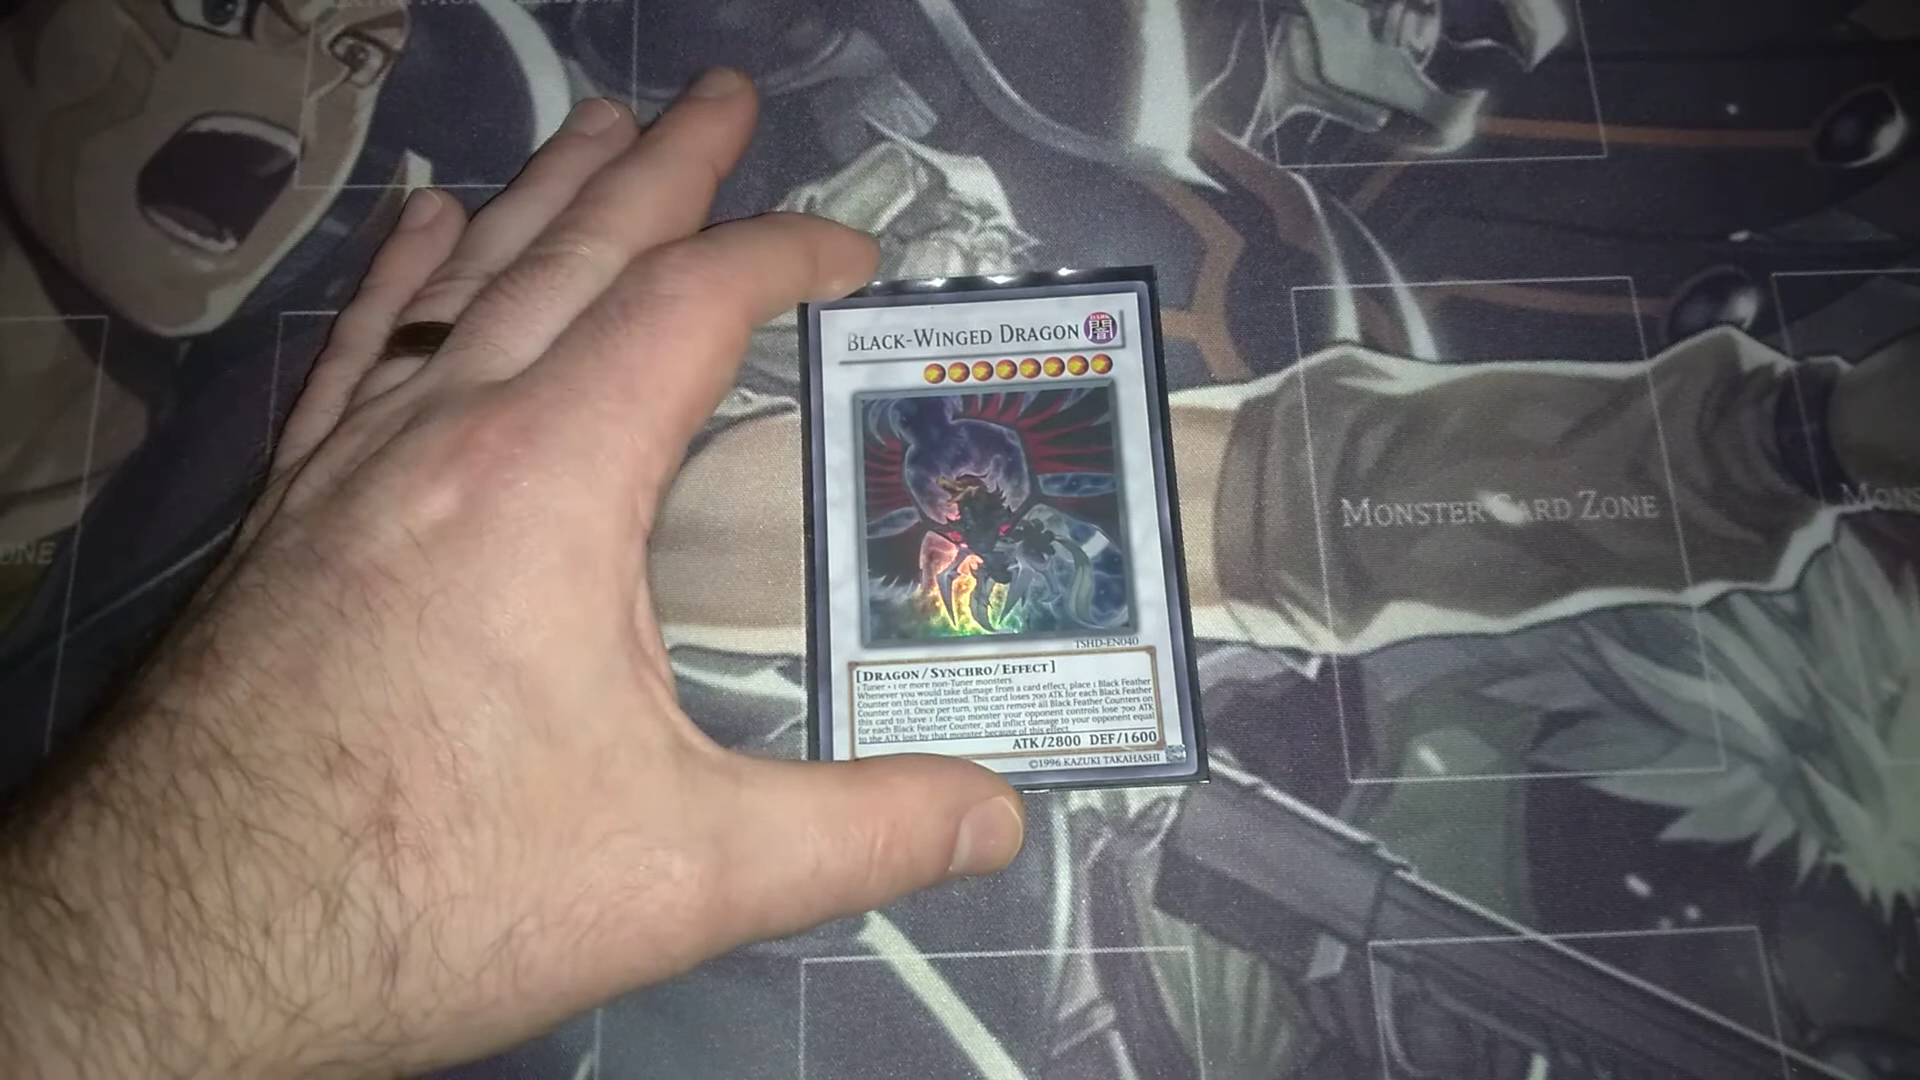 BLACK-WINGED DRAGON
闇
TSHD-EN040
[DRAGON/SYNCHRO/EFFECT]
1 Tuner + 1 or more non-Tuner monsters
Whenever you would take damage from a card effect, place 1 Black Feather
Counter on this card instead. This card loses 700 ATK for each Black Feather
Counter on it. Once per turn, you can remove all Black Feather Counters on
this card to have 1 face-up monster your opponent controls lose 700 ATK
for each Black Feather Counter, and inflict damage to your opponent equal
to the ATK lost by that monster because of this effect.
ATK/2800 DEF/1600
©1996 KAZUKI TAKAHASHI
MONSTER CARD ZONE
MONS
ONE